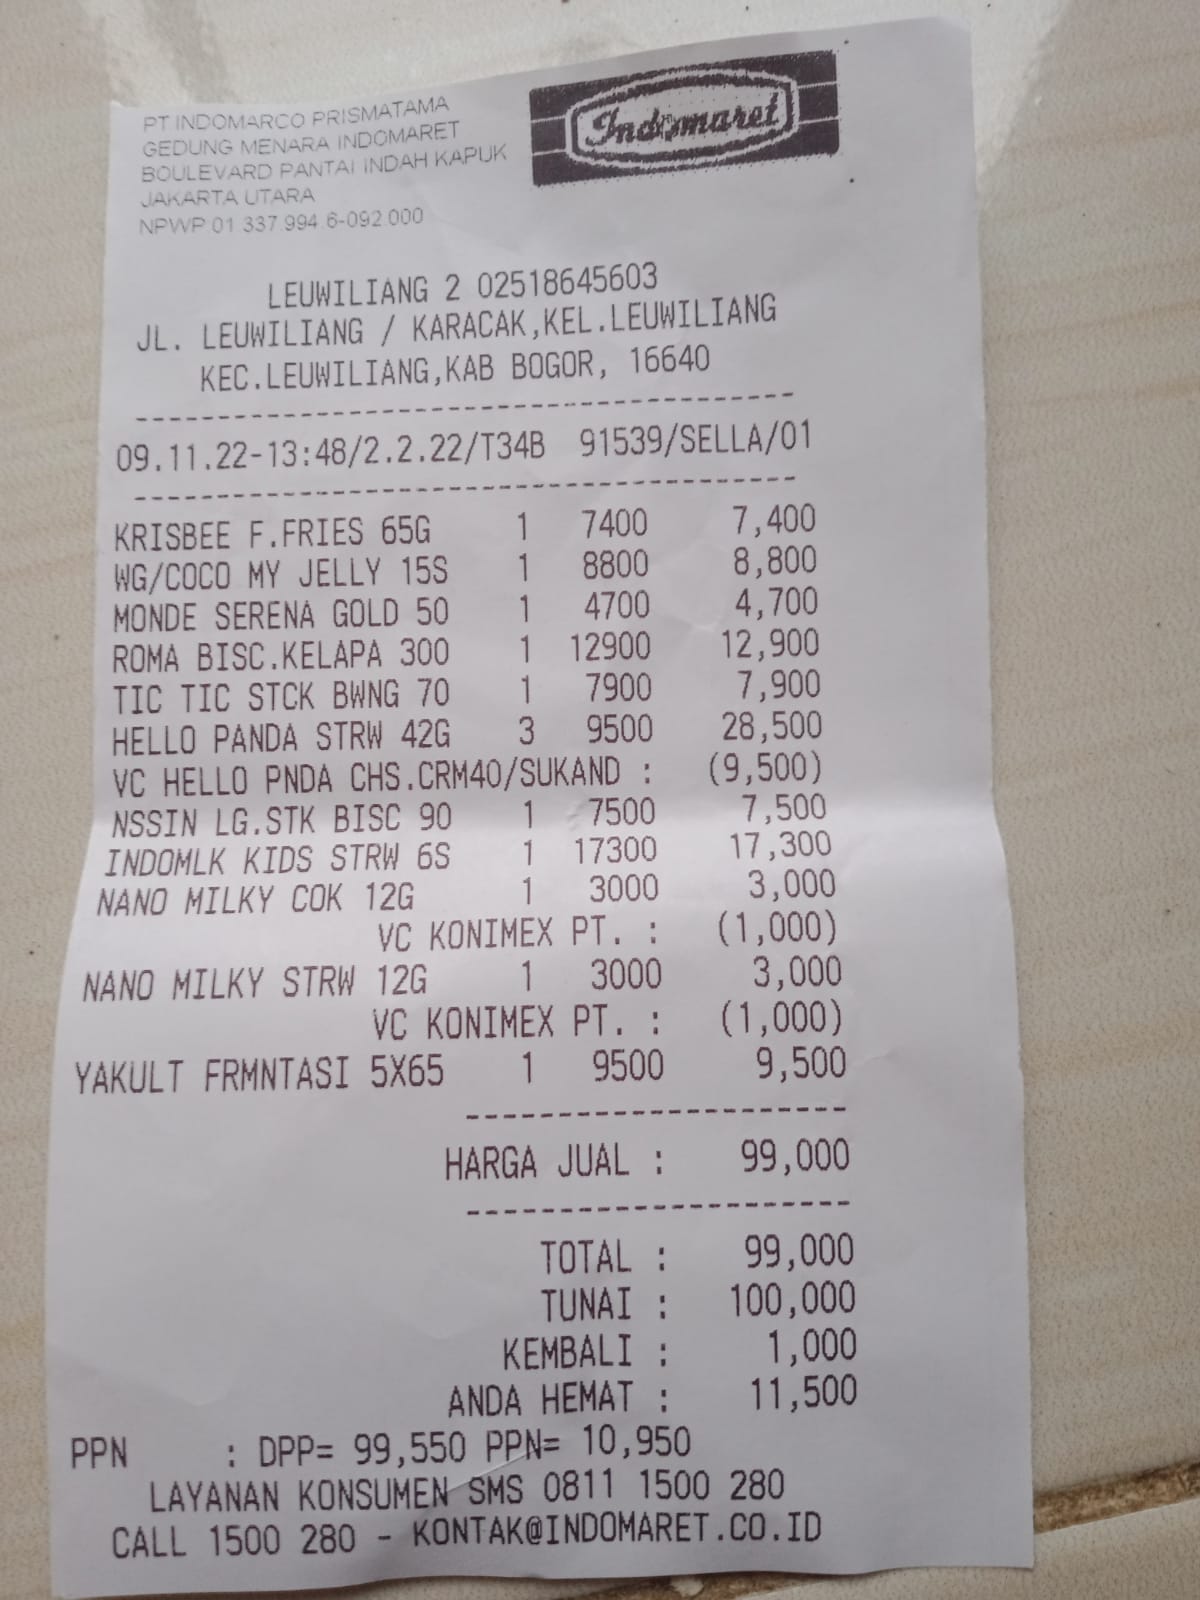 PT INDOMARCO PRISMATAMA
GEDUNG MENARA INDOMARET
BOULEVARD PANTAI INDAH KAPUK
JAKARTA UTARA
NPWP 01 337 994 6-092 000
Indomaret
LEUWILIANG 2 02518645603
JL. LEUWILIANG / KARACAK,KEL.LEUWILIANG
KEC.LEUWILIANG,KAB BOGOR, 16640
09.11.22-13:48/2.2.22/T34B 91539/SELLA/01
KRISBEE F.FRIES 65G 1 7400 7,400
WG/COCO MY JELLY 15S 1 8800 8,800
MONDE SERENA GOLD 50 1 4700 4,700
ROMA BISC.KELAPA 300 1 12900 12,900
TIC TIC STCK BWNG 70 1 7900 7,900
HELLO PANDA STRW 42G 3 9500 28,500
VC HELLO PNDA CHS.CRM40/SUKAND : (9,500)
NSSIN LG.STK BISC 90 1 7500 7,500
INDOMLK KIDS STRW 6S 1 17300 17,300
NANO MILKY COK 12G 1 3000 3,000
VC KONIMEX PT. : (1,000)
NANO MILKY STRW 12G 1 3000 3,000
VC KONIMEX PT. : (1,000)
YAKULT FRMNTASI 5X65 1 9500 9,500
HARGA JUAL : 99,000
TOTAL : 99,000
TUNAI : 100,000
KEMBALI : 1,000
ANDA HEMAT : 11,500
PPN : DPP= 99,550 PPN= 10,950
LAYANAN KONSUMEN SMS 0811 1500 280
CALL 1500 280 - KONTAK@INDOMARET.CO.ID